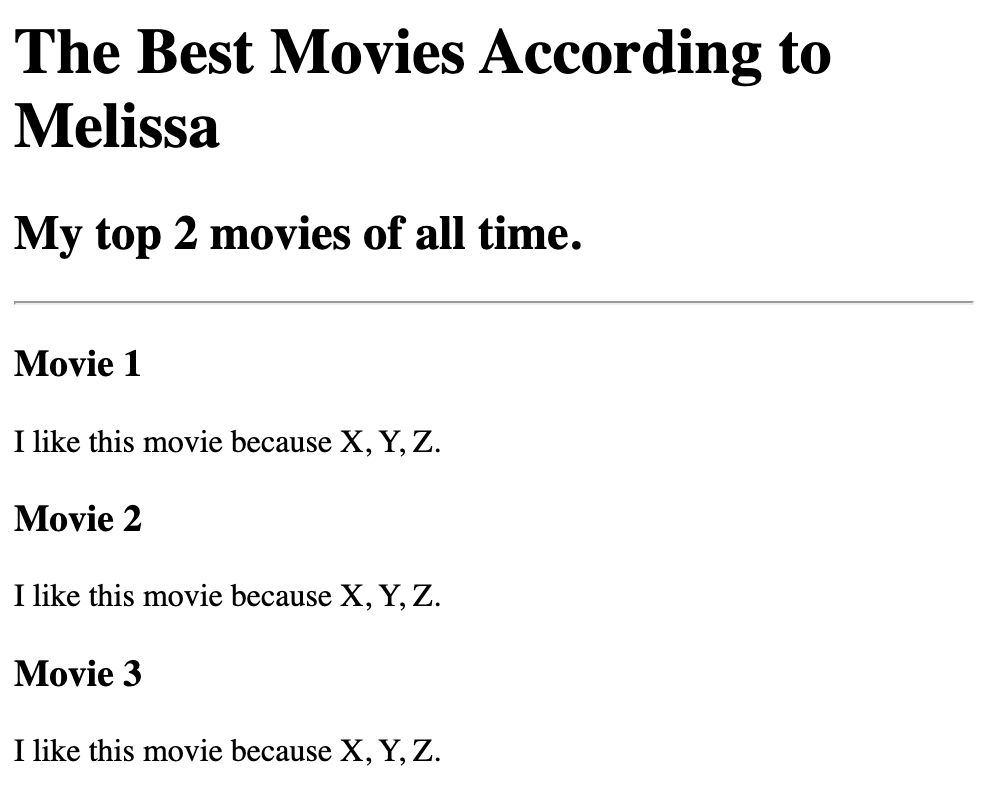 The Best Movies According to
Melissa
My top 2 movies of all time.
Movie 1
I like this movie because X, Y, Z.
Movie 2
I like this movie because X, Y, Z.
Movie 3
I like this movie because X, Y, Z.